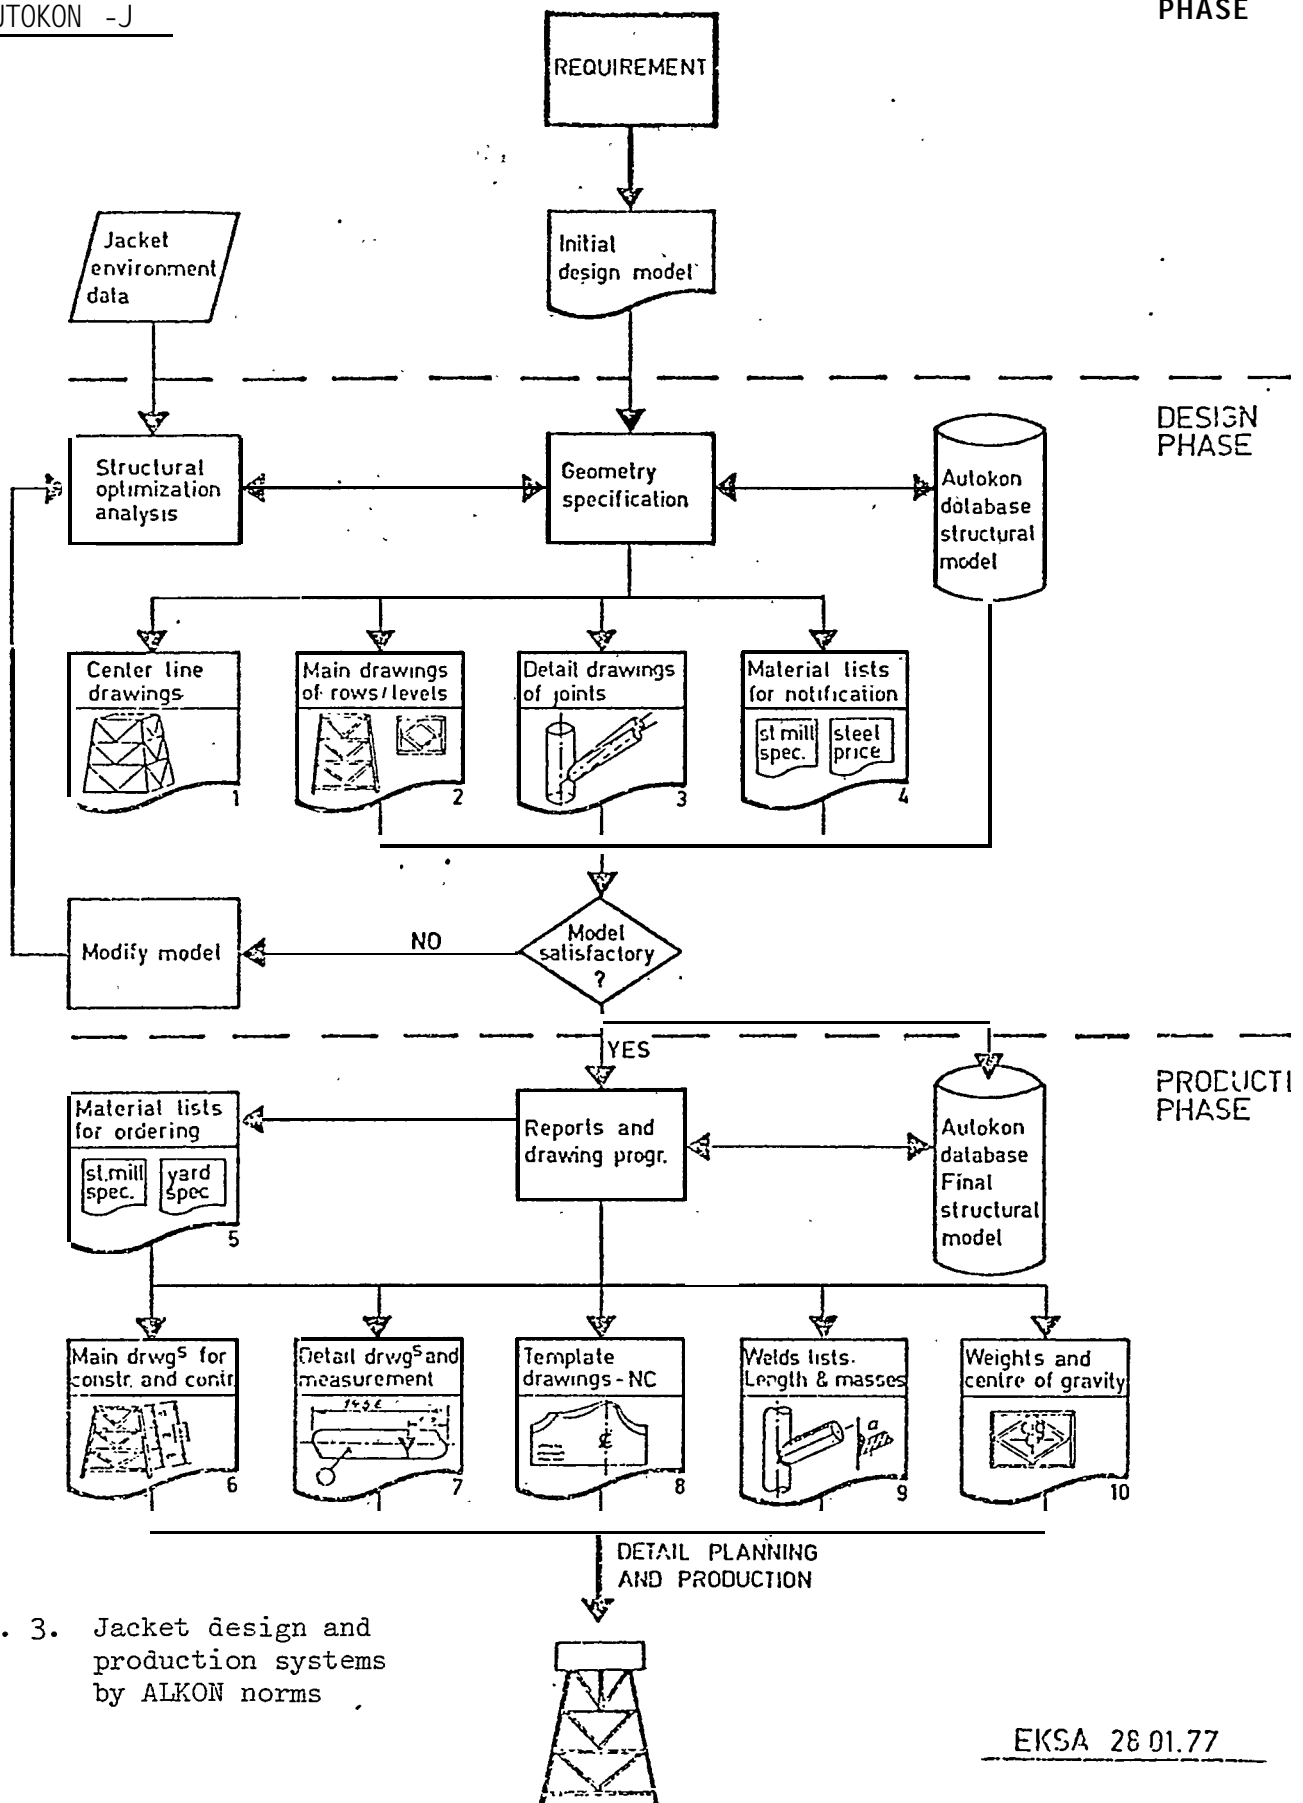 UTOKON -J
PHASE
REQUIREMENT
Jacket
environment
data
Initial
design model
DESIGN
PHASE
Structural
optimization
analysis
Geometry
specification
Autokon
dotabase
structural
model
Center line
drawings
1
Main drawings
of rows/levels
2
Detail drawings
of joints
3
Material lists
for notification
st mill
spec.
steel
price
4
Modify model
NO
Model
satisfactory
?
YES
PRODUCTI
PHASE
Material lists
for ordering
st.mill
spec.
yard
spec
5
Reports and
drawing progr.
Autokon
database
Final
structural
model
Main drwgs for
constr. and contr.
6
Detail drwgs and
measurement
7
Template
drawings-NC
8
Welds lists.
Length & masses
a
9
Weights and
centre of gravity
10
DETAIL PLANNING
AND PRODUCTION
. 3. Jacket design and
production systems
by ALKON norms
EKSA 28 01.77